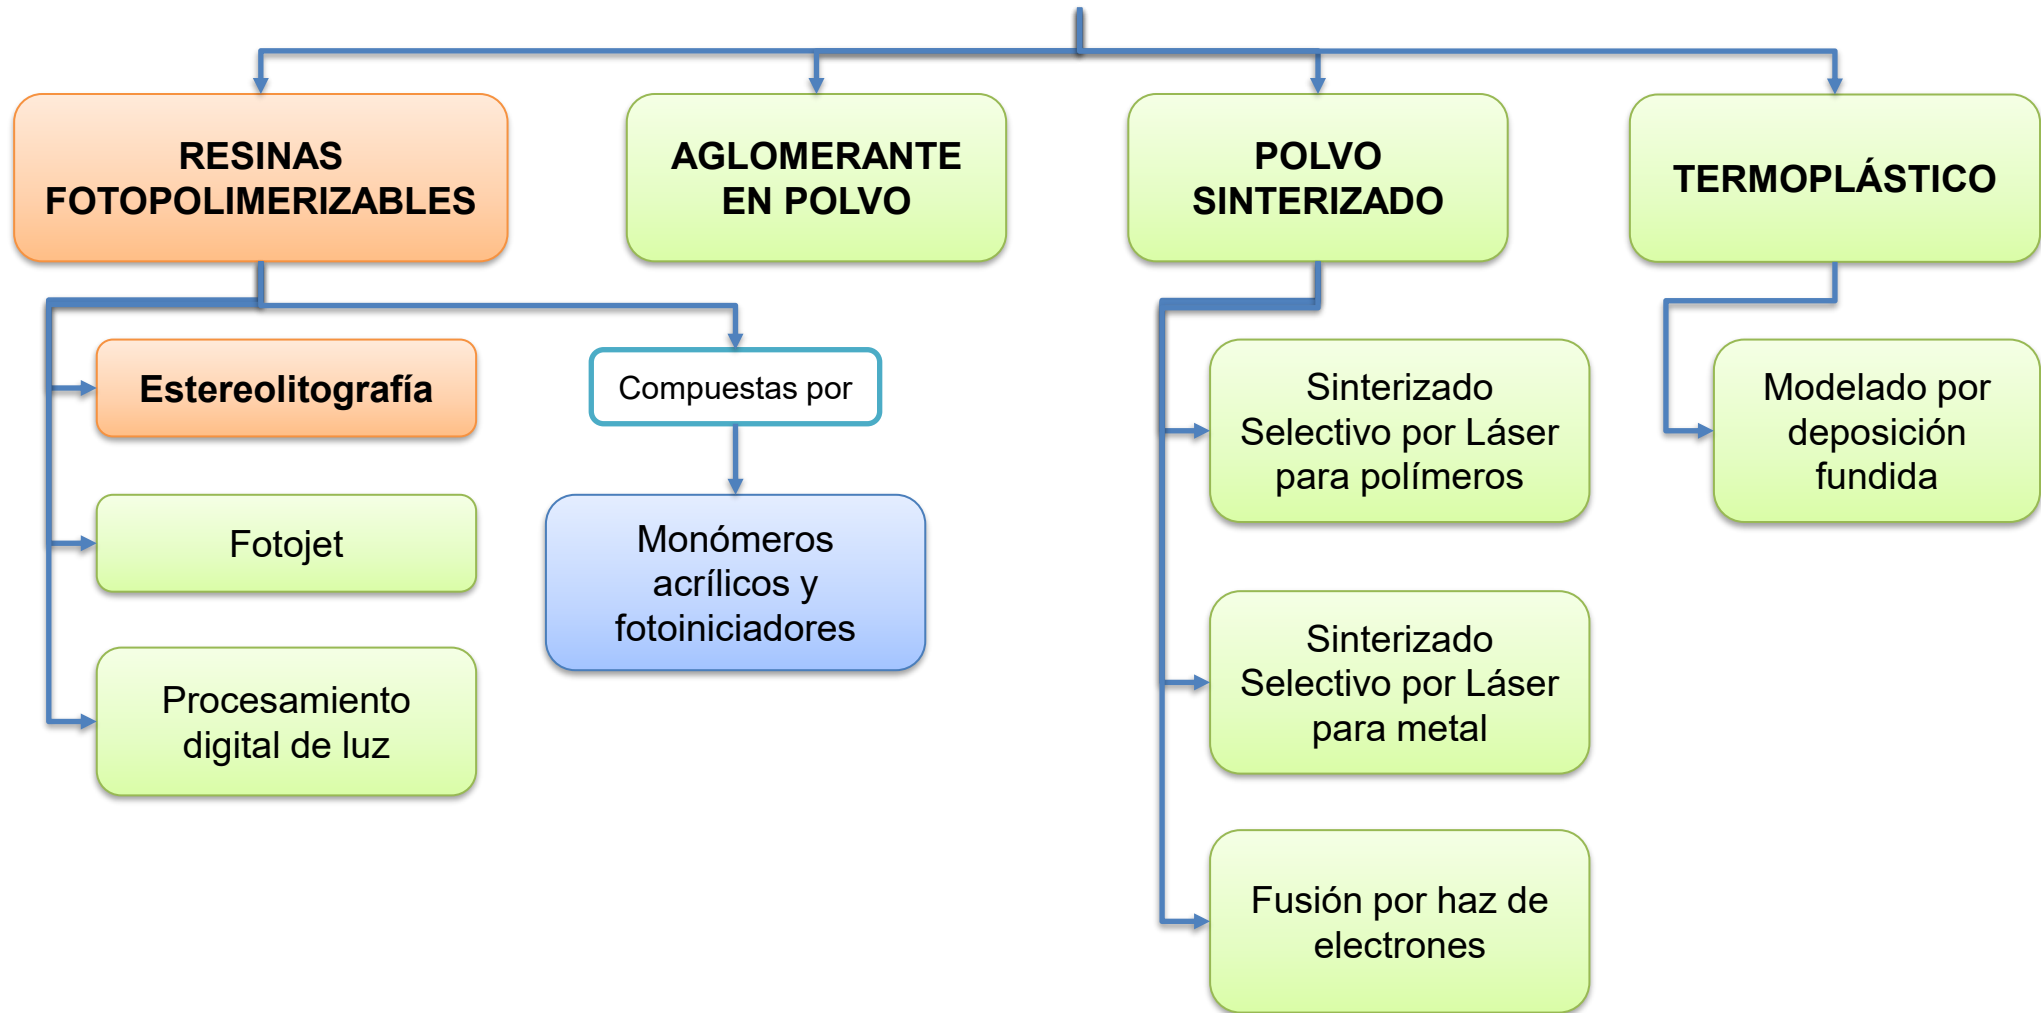 RESINAS
FOTOPOLIMERIZABLES
AGLOMERANTE
EN POLVO
POLVO
SINTERIZADO
TERMOPLÁSTICO
Estereolitografía
Fotojet
Procesamiento
digital de luz
Compuestas por
Monómeros
acrílicos y
fotoiniciadores
Sinterizado
Selectivo por Láser
para polímeros
Sinterizado
Selectivo por Láser
para metal
Fusión por haz de
electrones
Modelado por
deposición
fundida